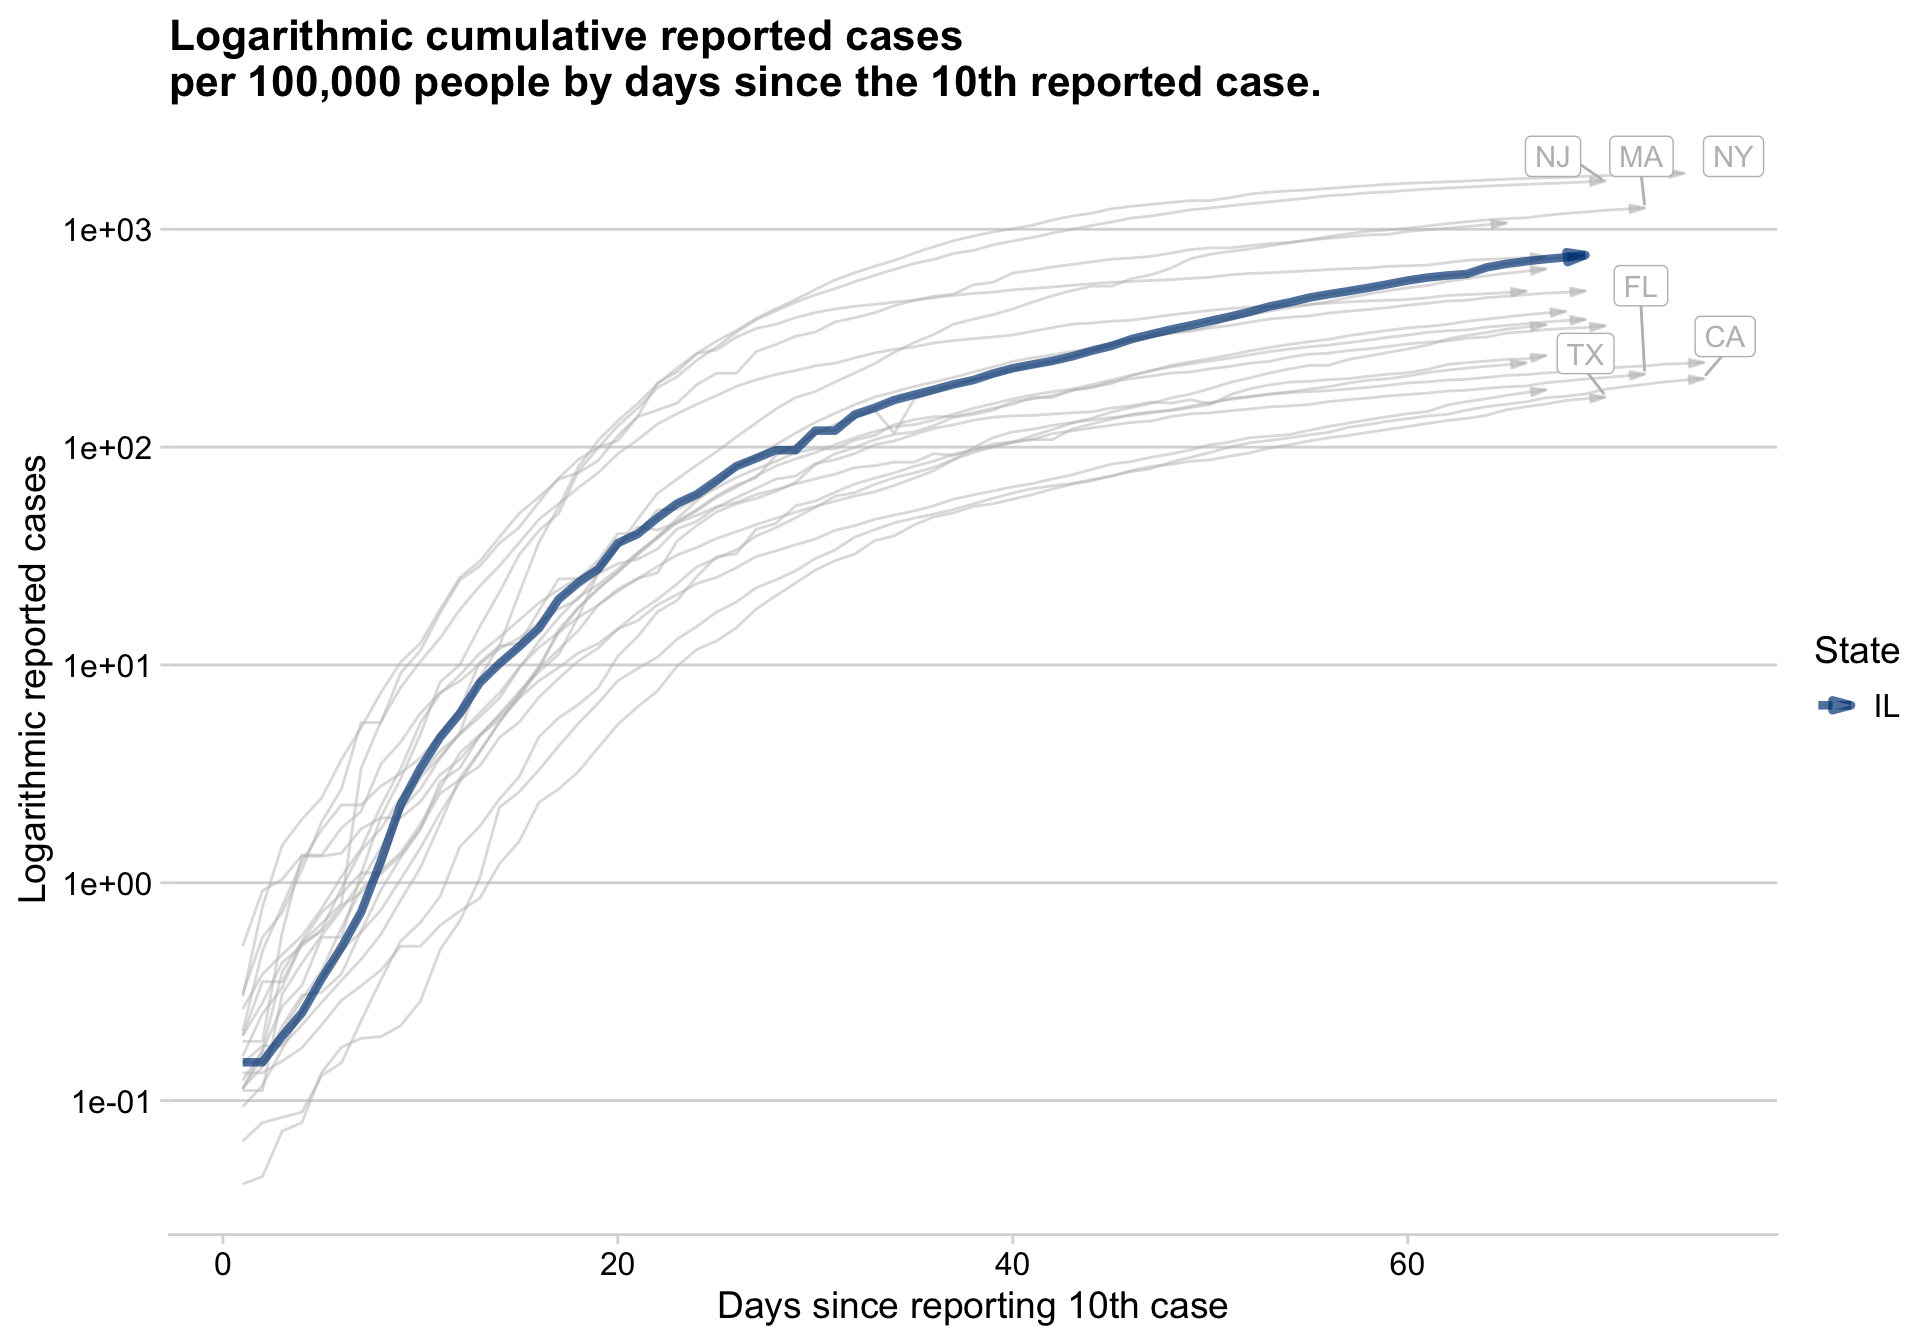 Logarithmic cumulative reported cases
per 100,000 people by days since the 10th reported case.
NJ
MA
NY
1e+03
FL
CA
TX
1e+02
Logarithmic reported cases
1e+01
State
IL
1e+00
1e-01
0
20
40
60
Days since reporting 10th case